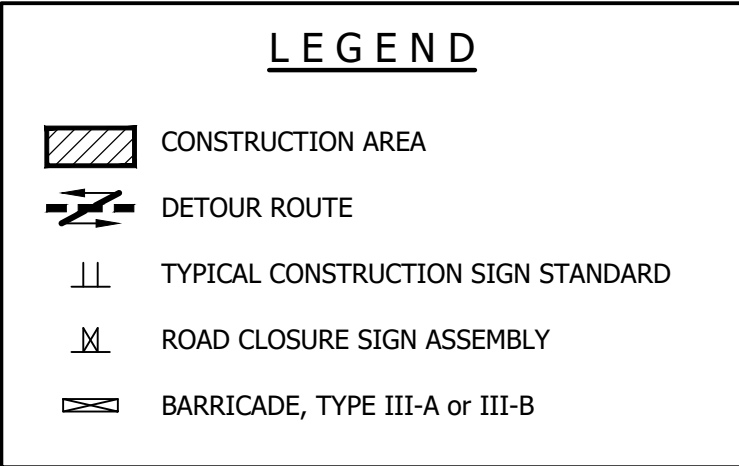 LEGEND
CONSTRUCTION AREA
DETOUR ROUTE
TYPICAL CONSTRUCTION SIGN STANDARD
ROAD CLOSURE SIGN ASSEMBLY
BARRICADE, TYPE III-A or III-B